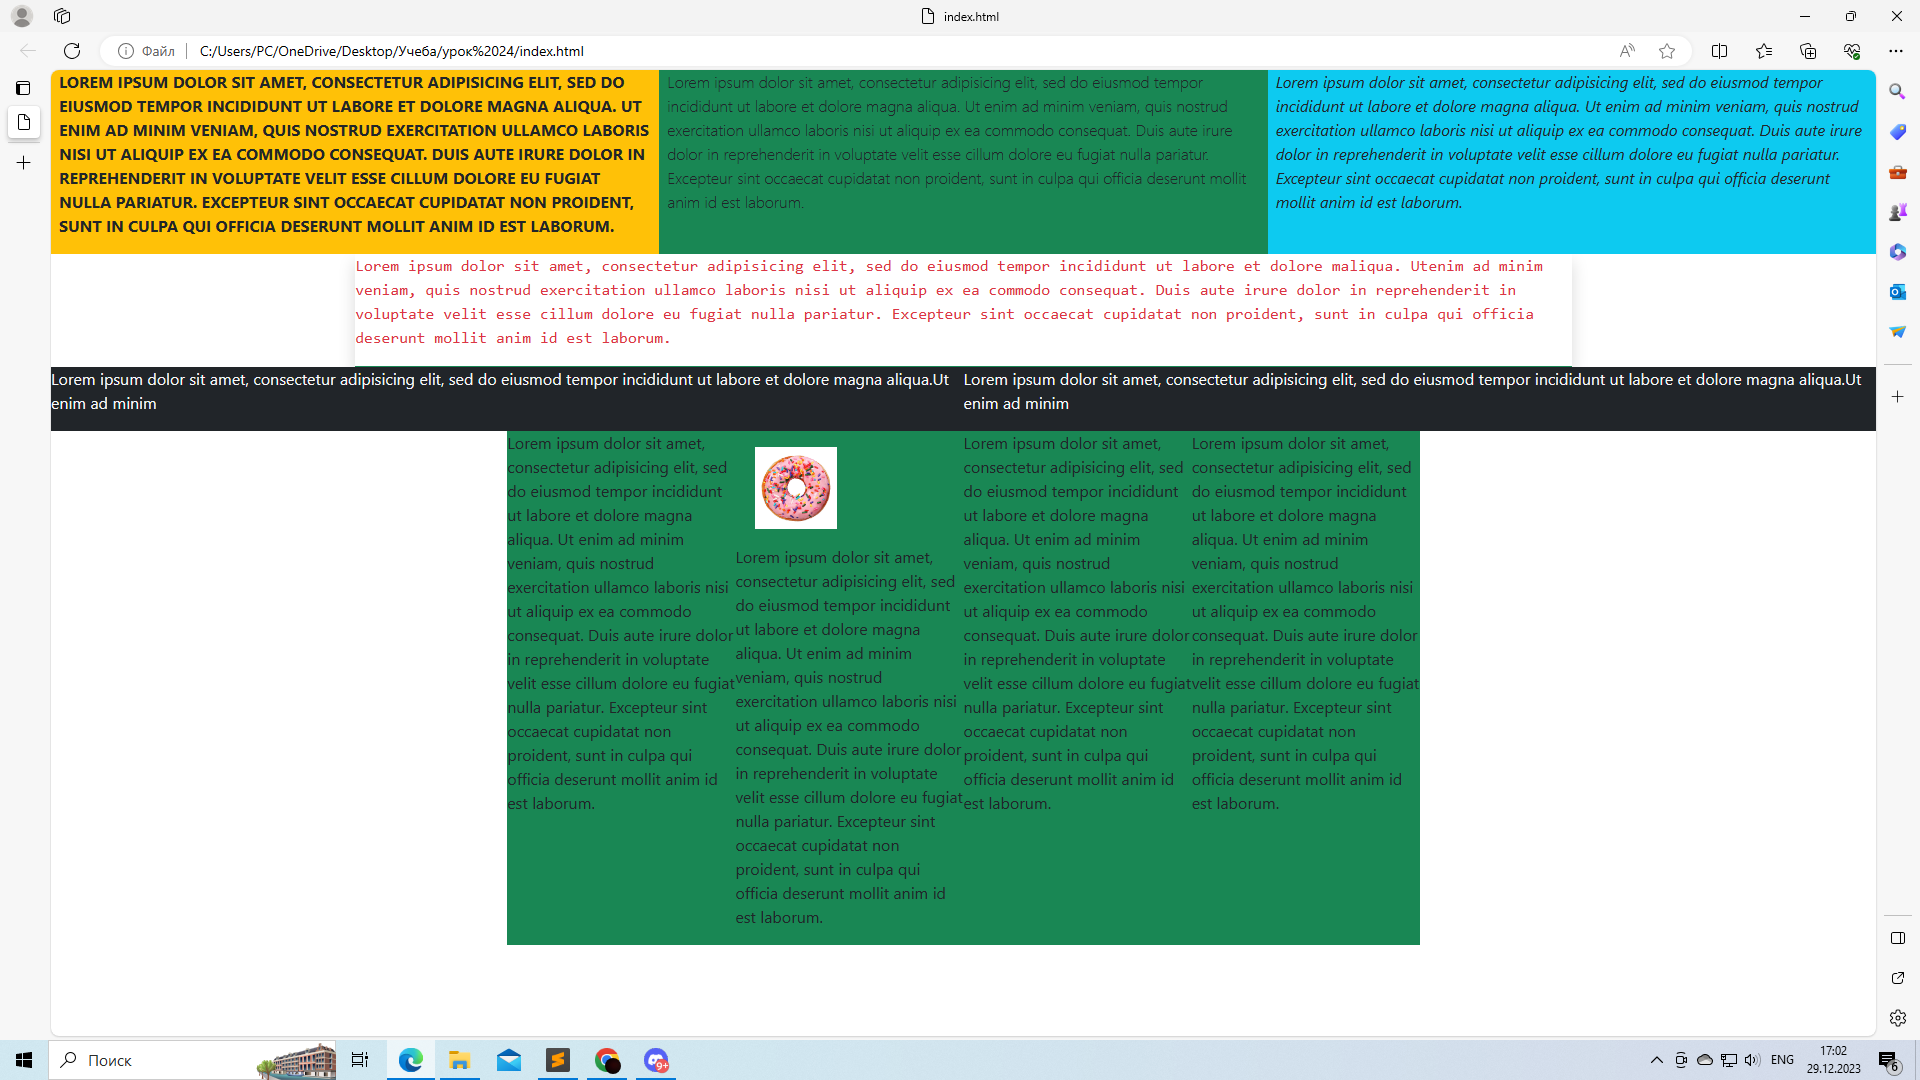 index.html
Файл
C:/Users/PC/OneDrive/Desktop/Учеба/урок%2024/index.html
LOREM IPSUM DOLOR SIT AMET, CONSECTETUR ADIPISICING ELIT, SED DO
EIUSMOD TEMPOR INCIDIDUNT UT LABORE ET DOLORE MAGNA ALIQUA. UT
ENIM AD MINIM VENIAM, QUIS NOSTRUD EXERCITATION ULLAMCO LABORIS
NISI UT ALIQUIP EX EA COMMODO CONSEQUAT. DUIS AUTE IRURE DOLOR IN
REPREHENDERIT IN VOLUPTATE VELIT ESSE CILLUM DOLORE EU FUGIAT
NULLA PARIATUR. EXCEPTEUR SINT OCCAECAT CUPIDATAT NON PROIDENT,
SUNT IN CULPA QUI OFFICIA DESERUNT MOLLIT ANIM ID EST LABORUM.
Lorem ipsum dolor sit amet, consectetur adipisicing elit, sed do eiusmod tempor
incididunt ut labore et dolore magna aliqua. Ut enim ad minim veniam, quis nostrud
exercitation ullamco laboris nisi ut aliquip ex ea commodo consequat. Duis aute irure
dolor in reprehenderit in voluptate velit esse cillum dolore eu fugiat nulla pariatur.
Excepteur sint occaecat cupidatat non proident, sunt in culpa qui officia deserunt mollit
anim id est laborum.
Lorem ipsum dolor sit amet, consectetur adipisicing elit, sed do eiusmod tempor
incididunt ut labore et dolore magna aliqua. Ut enim ad minim veniam, quis nostrud
exercitation ullamco laboris nisi ut aliquip ex ea commodo consequat. Duis aute irure
dolor in reprehenderit in voluptate velit esse cillum dolore eu fugiat nulla pariatur.
Excepteur sint occaecat cupidatat non proident, sunt in culpa qui officia deserunt
mollit anim id est laborum.
Lorem ipsum dolor sit amet, consectetur adipisicing elit, sed do eiusmod tempor incididunt ut labore et dolore maliqua. Utenim ad minim
veniam, quis nostrud exercitation ullamco laboris nisi ut aliquip ex ea commodo consequat. Duis aute irure dolor in reprehenderit in
voluptate velit esse cillum dolore eu fugiat nulla pariatur. Excepteur sint occaecat cupidatat non proident, sunt in culpa qui officia
deserunt mollit anim id est laborum.
Lorem ipsum dolor sit amet, consectetur adipisicing elit, sed do eiusmod tempor incididunt ut labore et dolore magna aliqua.Ut
enim ad minim
Lorem ipsum dolor sit amet, consectetur adipisicing elit, sed do eiusmod tempor incididunt ut labore et dolore magna aliqua.Ut
enim ad minim
Lorem ipsum dolor sit amet,
consectetur adipisicing elit, sed
do eiusmod tempor incididunt
ut labore et dolore magna
aliqua. Ut enim ad minim
veniam, quis nostrud
exercitation ullamco laboris nisi
ut aliquip ex ea commodo
consequat. Duis aute irure dolor
in reprehenderit in voluptate
velit esse cillum dolore eu fugiat
nulla pariatur. Excepteur sint
occaecat cupidatat non
proident, sunt in culpa qui
officia deserunt mollit anim id
est laborum.
Lorem ipsum dolor sit amet,
consectetur adipisicing elit, sed
do eiusmod tempor incididunt
ut labore et dolore magna
aliqua. Ut enim ad minim
veniam, quis nostrud
exercitation ullamco laboris nisi
ut aliquip ex ea commodo
consequat. Duis aute irure dolor
in reprehenderit in voluptate
velit esse cillum dolore eu fugiat
nulla pariatur. Excepteur sint
occaecat cupidatat non
proident, sunt in culpa qui
officia deserunt mollit anim id
est laborum.
Lorem ipsum dolor sit amet,
consectetur adipisicing elit, sed
do eiusmod tempor incididunt
ut labore et dolore magna
aliqua. Ut enim ad minim
veniam, quis nostrud
exercitation ullamco laboris nisi
ut aliquip ex ea commodo
consequat. Duis aute irure dolor
in reprehenderit in voluptate
velit esse cillum dolore eu fugiat
nulla pariatur. Excepteur sint
occaecat cupidatat non
proident, sunt in culpa qui
officia deserunt mollit anim id
est laborum.
Lorem ipsum dolor sit amet,
consectetur adipisicing elit, sed
do eiusmod tempor incididunt
ut labore et dolore magna
aliqua. Ut enim ad minim
veniam, quis nostrud
exercitation ullamco laboris nisi
ut aliquip ex ea commodo
consequat. Duis aute irure dolor
in reprehenderit in voluptate
velit esse cillum dolore eu fugiat
nulla pariatur. Excepteur sint
occaecat cupidatat non
proident, sunt in culpa qui
officia deserunt mollit anim id
est laborum.
Поиск
9+
ENG
17:02
29.12.2023
6